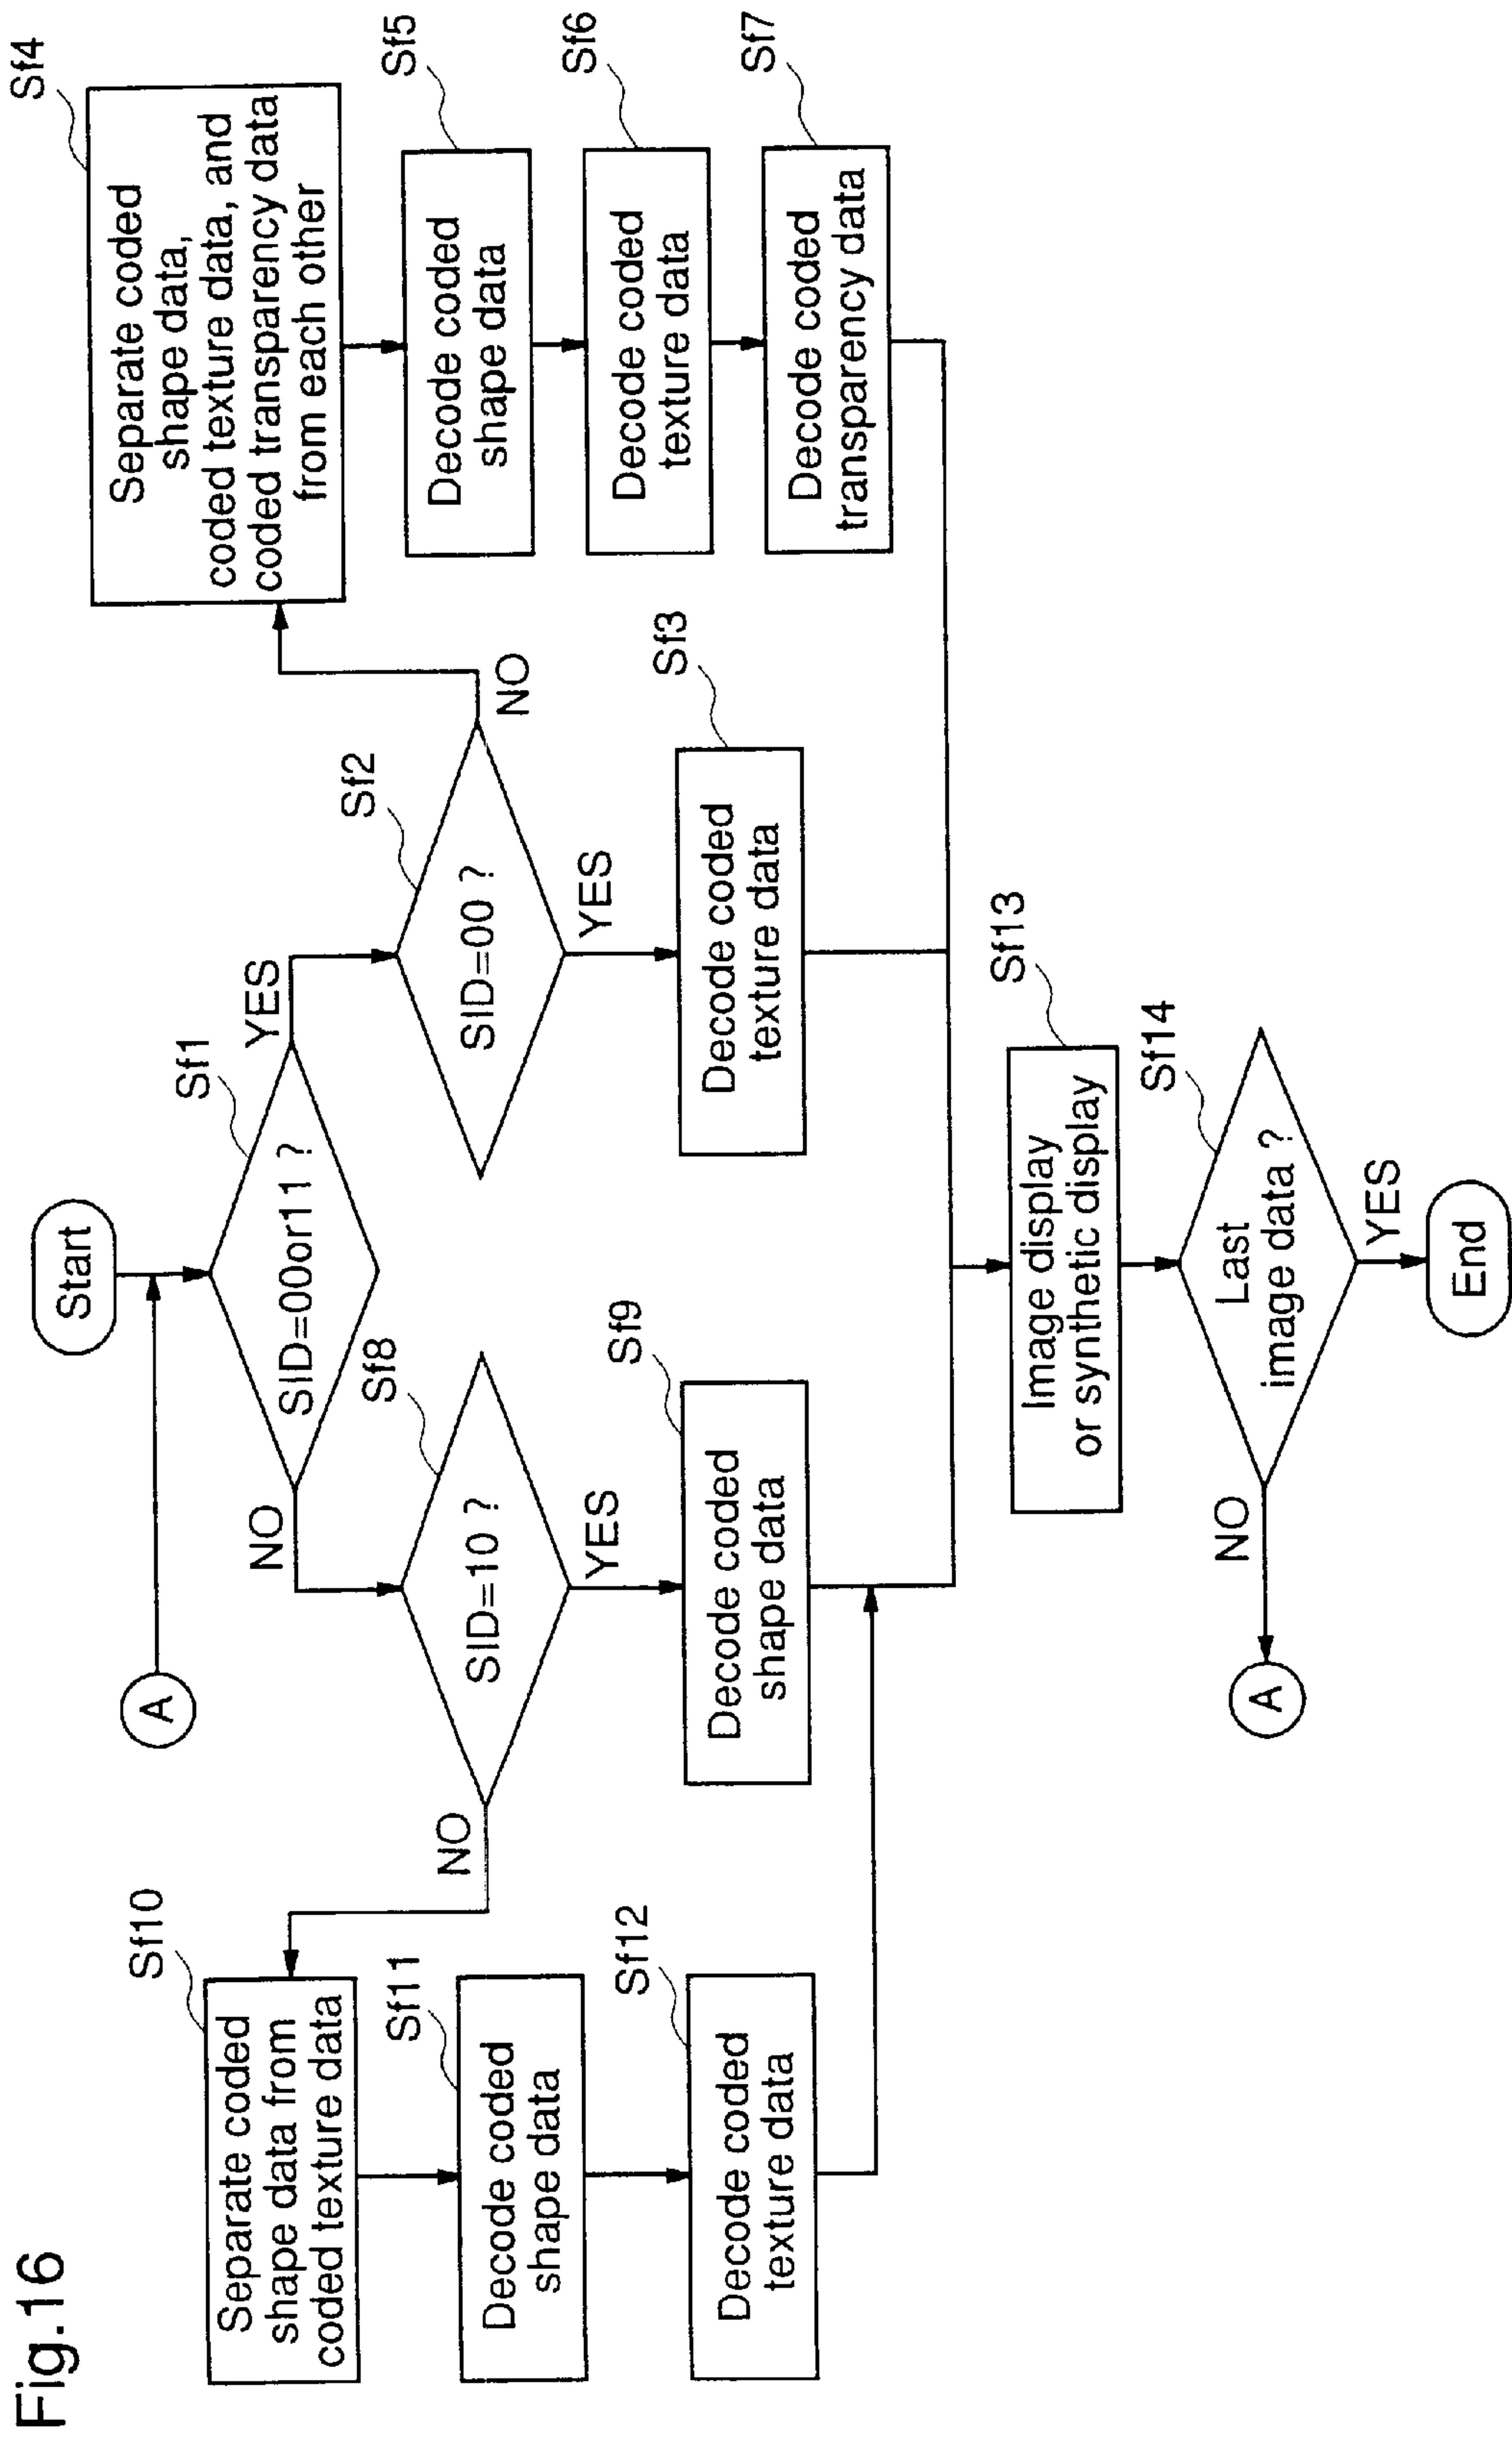 Fig.16
Start
A
Sf1
SID=00or11 ?
NO
YES
Sf8
SID=10 ?
NO
YES
Sf2
SID=00 ?
NO
YES
Sf10
Separate coded
shape data from
coded texture data
Sf11
Decode coded
shape data
Sf12
Decode coded
texture data
Sf9
Decode coded
shape data
Sf3
Decode coded
texture data
Sf4
Separate coded
shape data,
coded texture data, and
coded transparency data
from each other
Sf5
Decode coded
shape data
Sf6
Decode coded
texture data
Sf7
Decode coded
transparency data
Sf13
Image display
or synthetic display
Sf14
Last
image data ?
NO
A
YES
End